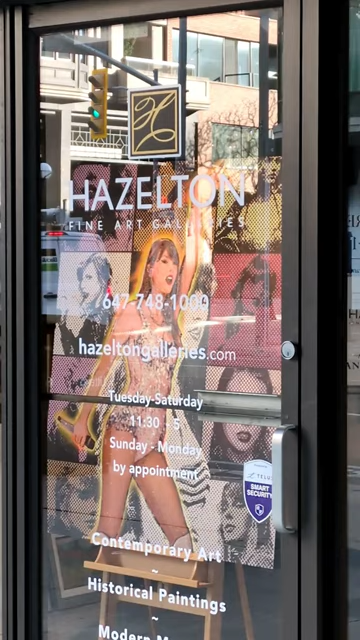 HAZELTON
FINE ART GALLERIES
647-748-1000
hazeltongalleries.com
Tuesday-Saturday
11:30 - 5
Sunday - Monday
by appointment
SMART
SECURITY
Contemporary Art
~
Historical Paintings
~
Modern